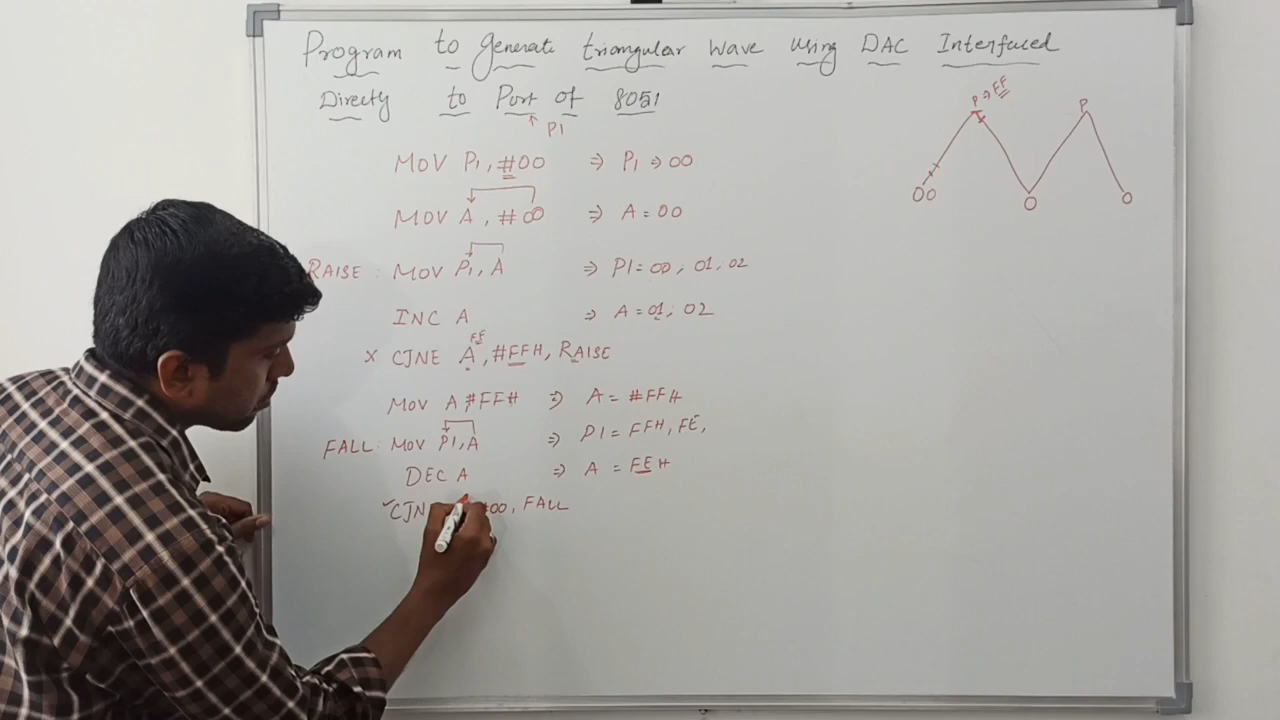 Program to Generate triangular wave using DAC Interfaced
Directly to Port of 8051
P1
MOV P1, #00 ⇒ P1 ⇒ 00
MOV A, #00 ⇒ A = 00
RAISE: MOV P1, A ⇒ P1 = 00, 01, 02
INC A ⇒ A = 01, 02
FF
X CJNE A, #FFH, RAISE
MOV A #FFH ⇒ A = #FFH
FALL: MOV P1, A ⇒ P1 = FFH, FE,
DEC A ⇒ A = FEH
✓CJN #00, FALL
P ⇒ FF
P
00
0
0